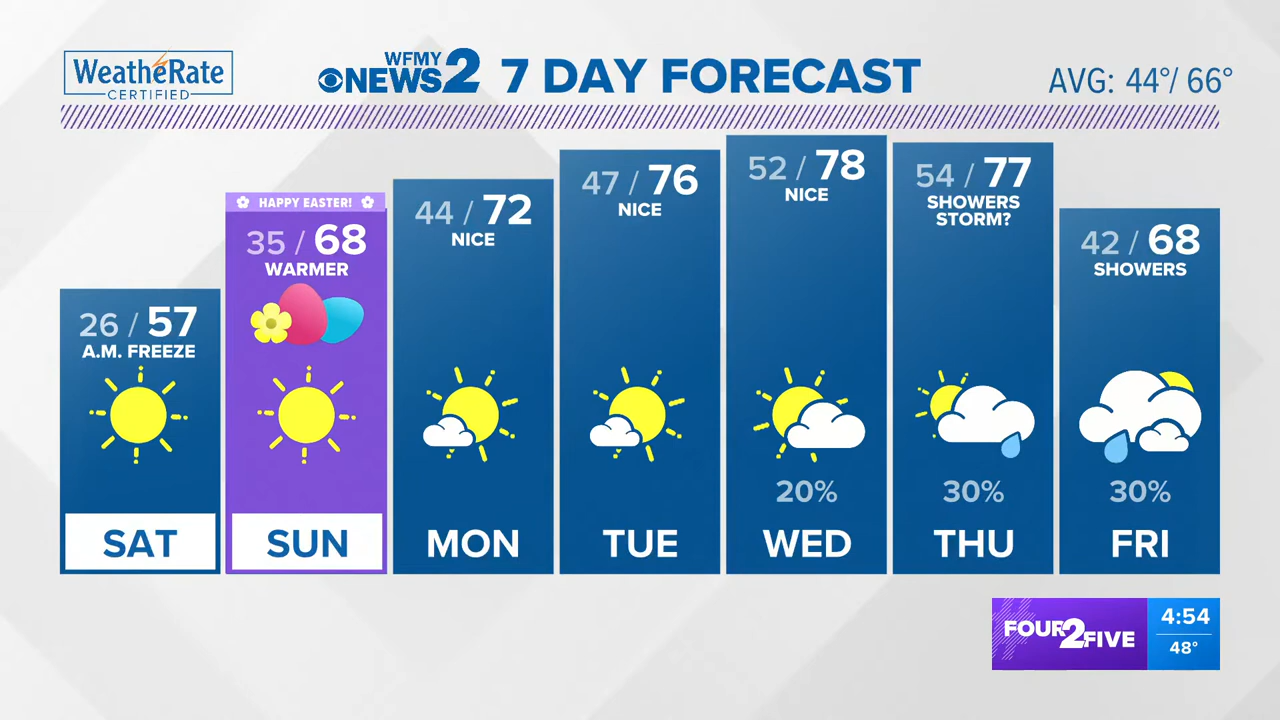 WeatheRate
CERTIFIED
WFMY
NEWS 2
7 DAY FORECAST
AVG: 44°/ 66°
26 / 57
A.M. FREEZE
SAT
HAPPY EASTER!
35 / 68
WARMER
SUN
44 / 72
NICE
MON
47 / 76
NICE
TUE
52 / 78
NICE
20%
WED
54 / 77
SHOWERS
STORM?
30%
THU
42 / 68
SHOWERS
30%
FRI
FOUR2FIVE
4:54
48°